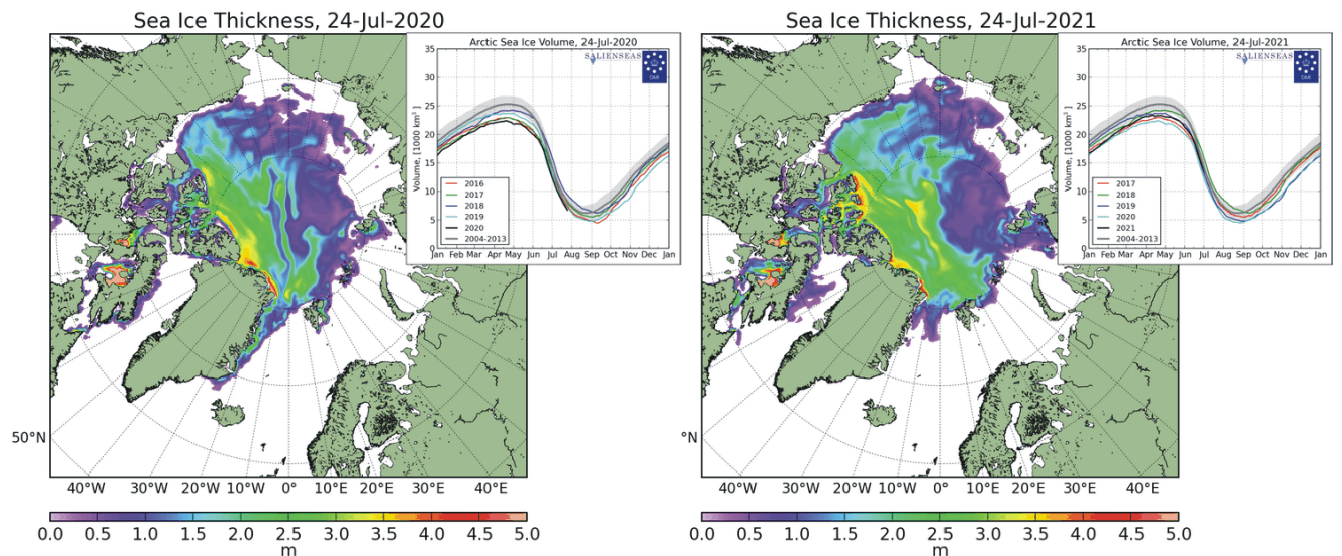 Sea Ice Thickness, 24-Jul-2020
Arctic Sea Ice Volume, 24-Jul-2020
SALIENSEAS
DMI
Volume, [1000 km³]
35
30
25
20
15
10
5
0
2016
2017
2018
2019
2020
2004-2013
Jan Feb Mar Apr May Jun Jul Aug Sep Oct Nov Dec Jan
50°N
40°W 30°W 20°W 10°W 0° 10°E 20°E 30°E 40°E
0.0 0.5 1.0 1.5 2.0 2.5 3.0 3.5 4.0 4.5 5.0
m
Sea Ice Thickness, 24-Jul-2021
Arctic Sea Ice Volume, 24-Jul-2021
SALIENSEAS
DMI
Volume, [1000 km³]
35
30
25
20
15
10
5
0
2017
2018
2019
2020
2021
2004-2013
Jan Feb Mar Apr May Jun Jul Aug Sep Oct Nov Dec Jan
°N
40°W 30°W 20°W 10°W 0° 10°E 20°E 30°E 40°E
0.0 0.5 1.0 1.5 2.0 2.5 3.0 3.5 4.0 4.5 5.0
m